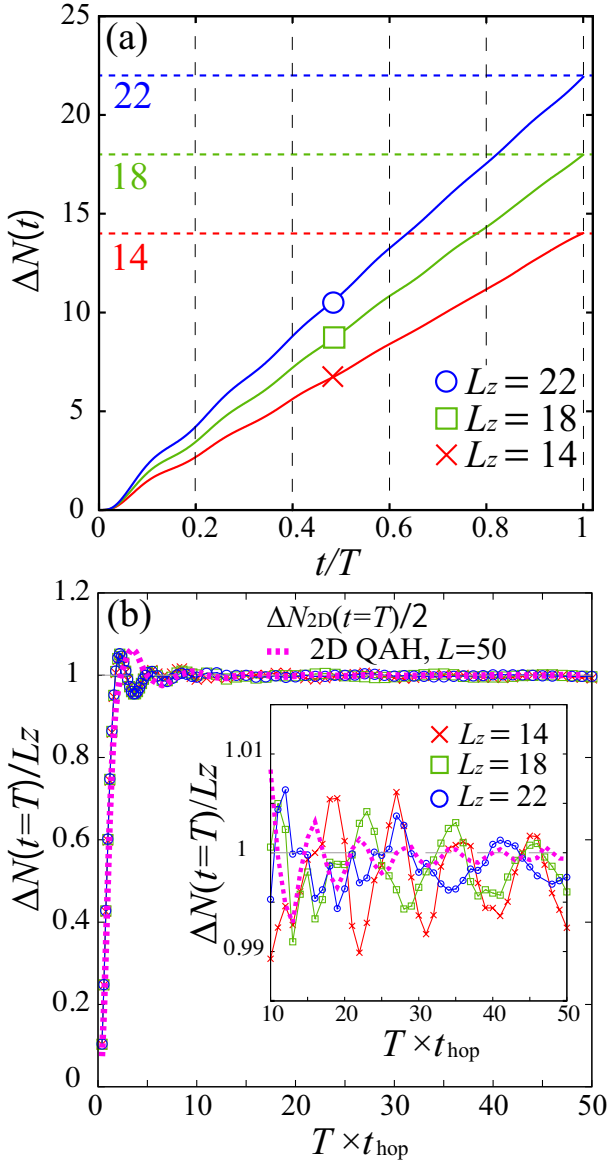 (a)
25
20
15
10
5
0
ΔN(t)
22
18
14
Lz = 22
Lz = 18
Lz = 14
0 0.2 0.4 0.6 0.8 1
t/T
(b)
1.2
1
0.8
0.6
0.4
0.2
0
ΔN(t=T)/Lz
ΔN2D(t=T)/2
2D QAH, L=50
1.01
1
0.99
ΔN(t=T)/Lz
Lz = 14
Lz = 18
Lz = 22
10 20 30 40 50
T × thop
0 10 20 30 40 50
T × thop